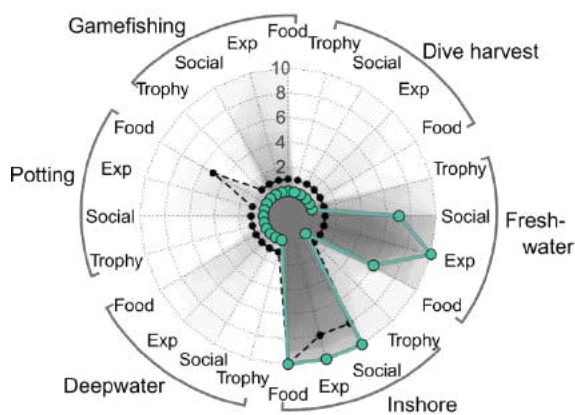 Gamefishing
Food
Exp
Social
Trophy
Dive harvest
Trophy
Social
Exp
Food
Fresh-
water
Trophy
Social
Exp
Food
Inshore
Trophy
Social
Exp
Food
Deepwater
Trophy
Social
Exp
Food
Potting
Trophy
Social
Exp
Food
10
8
6
4
2